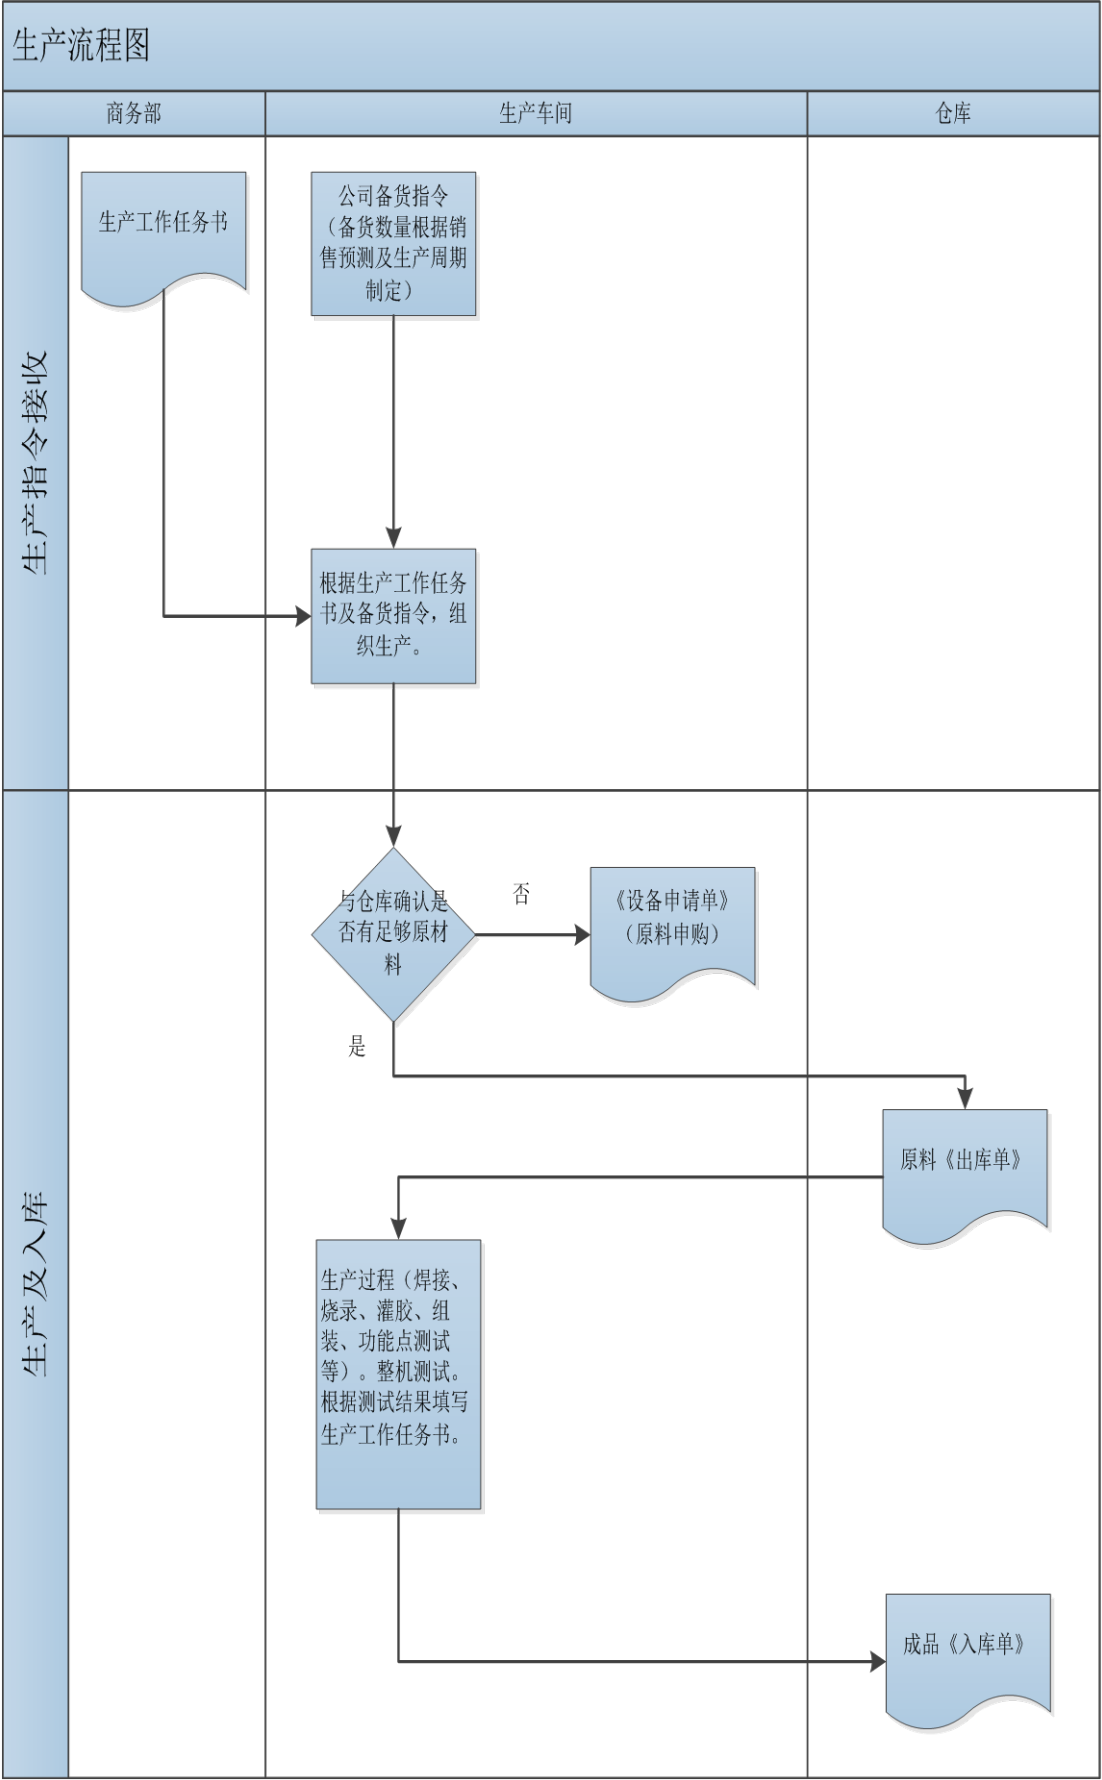 生产流程图
商务部
生产车间
仓库
生产指令接收
生产工作任务书
公司备货指令
（备货数量根据销
售预测及生产周期
制定）
根据生产工作任务
书及备货指令，组
织生产。
生产及入库
与仓库确认是
否有足够原材
料
否
《设备申请单》
（原料申购）
是
原料《出库单》
生产过程（焊接、
烧录、灌胶、组
装、功能点测试
等）。整机测试。
根据测试结果填写
生产工作任务书。
成品《入库单》